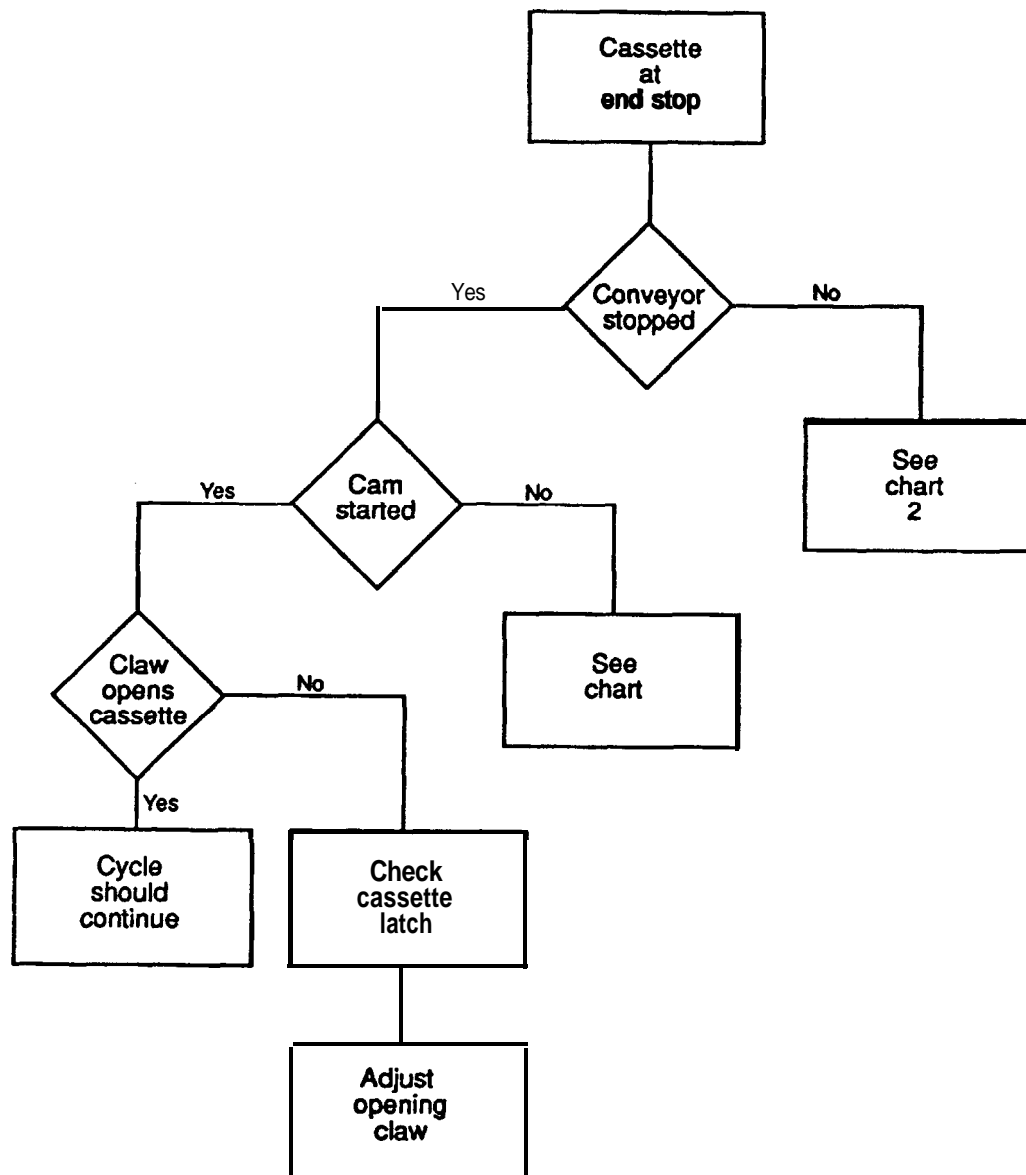 Cassette
at
end stop
Yes
Conveyor
stopped
No
Yes
Cam
started
No
See
chart
2
Claw
opens
cassette
No
See
chart
Yes
Cycle
should
continue
Check
cassette
latch
Adjust
opening
claw